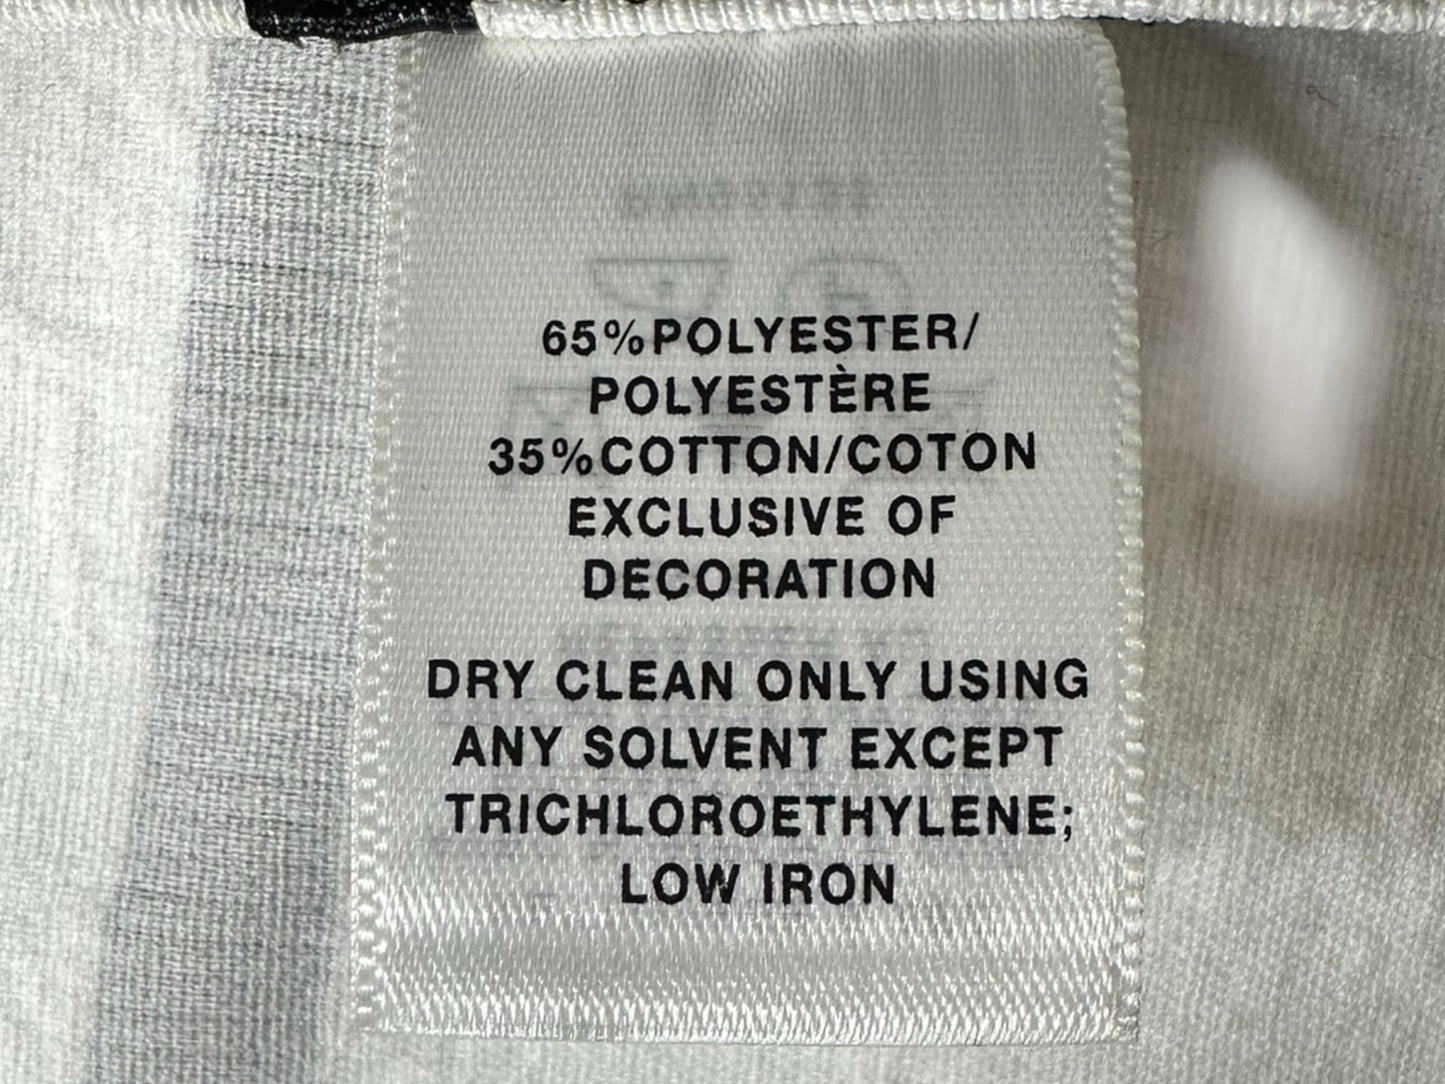 65%POLYESTER/
POLYESTÈRE
35%COTTON/COTON
EXCLUSIVE OF
DECORATION
DRY CLEAN ONLY USING
ANY SOLVENT EXCEPT
TRICHLOROETHYLENE;
LOW IRON